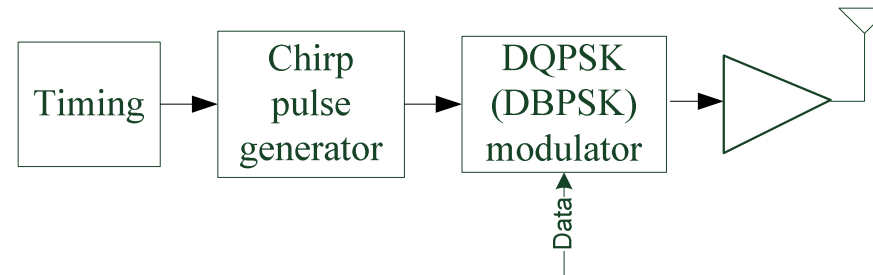 Timing
Chirp
pulse
generator
DQPSK
(DBPSK)
modulator
Data